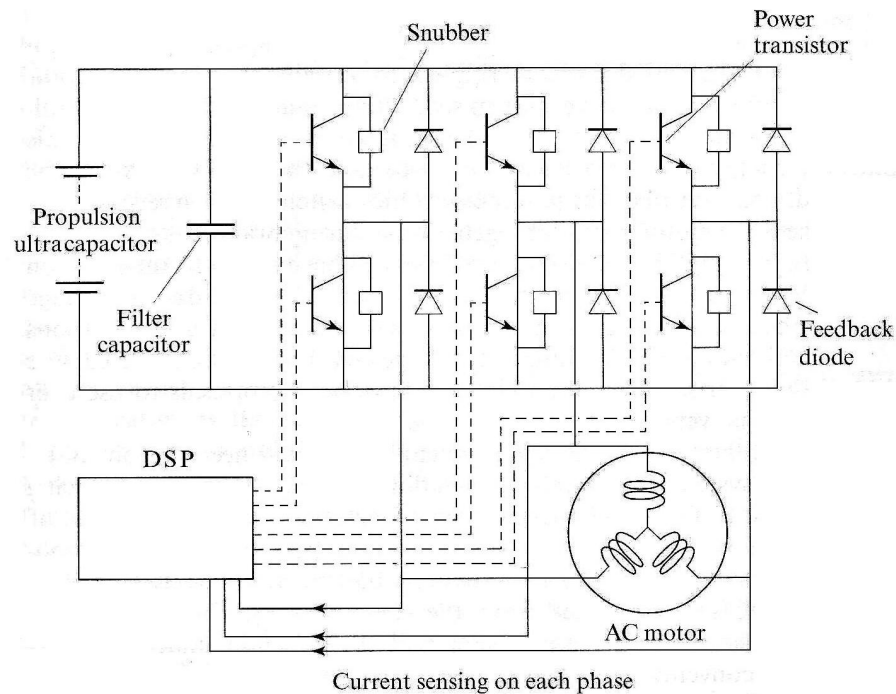 Snubber
Power
transistor
Propulsion
ultracapacitor
Filter
capacitor
Feedback
diode
DSP
AC motor
Current sensing on each phase